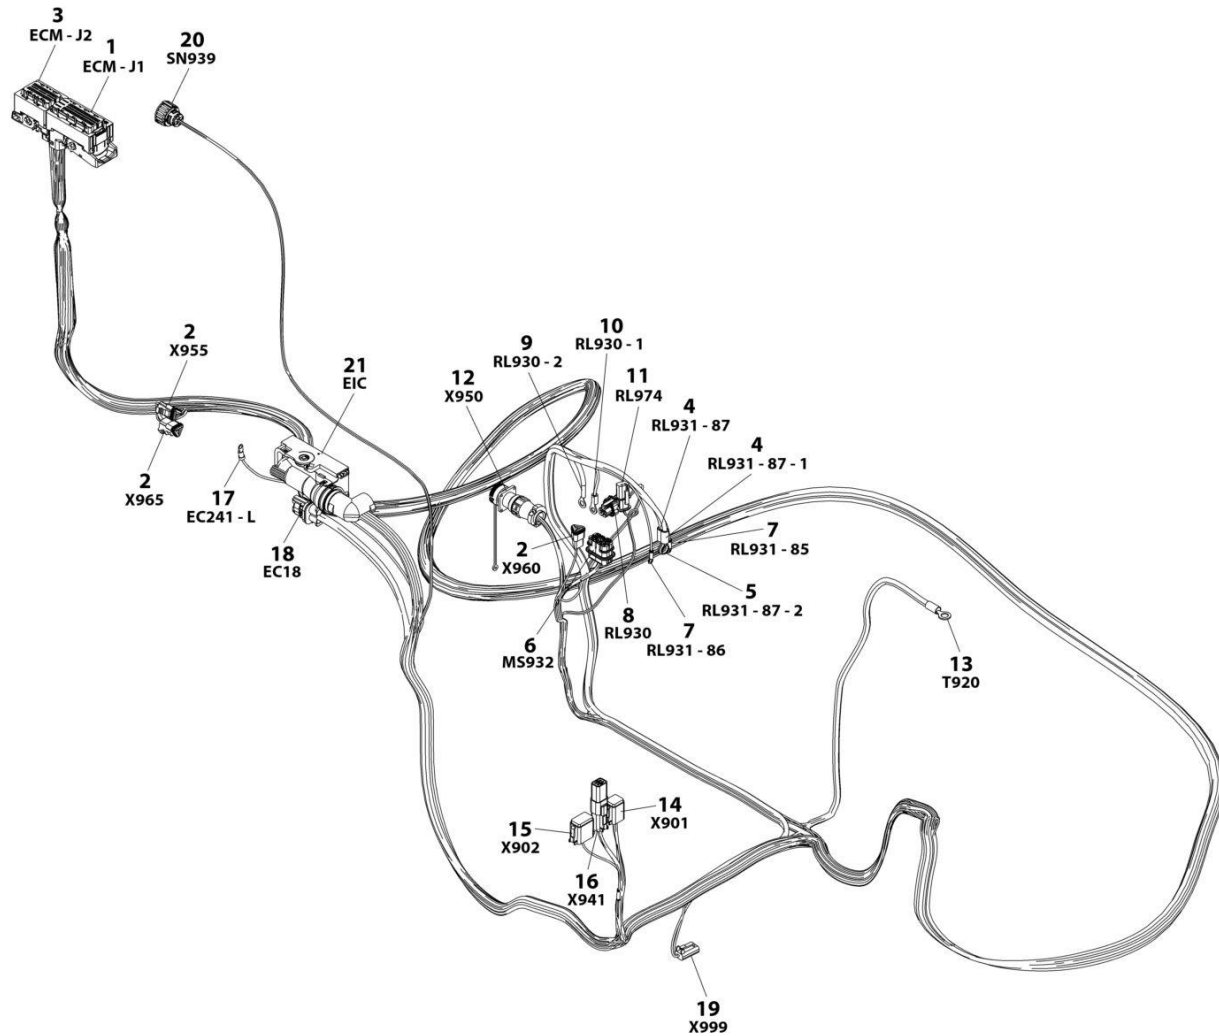 3
ECM - J2
1
ECM - J1
20
SN939
2
X955
21
EIC
12
X950
9
RL930 - 2
10
RL930 - 1
11
RL974
4
RL931 - 87
4
RL931 - 87 - 1
2
X965
17
EC241 - L
18
EC18
2
X960
7
RL931 - 85
5
RL931 - 87 - 2
8
RL930
7
RL931 - 86
6
MS932
13
T920
15
X902
14
X901
16
X941
19
X999